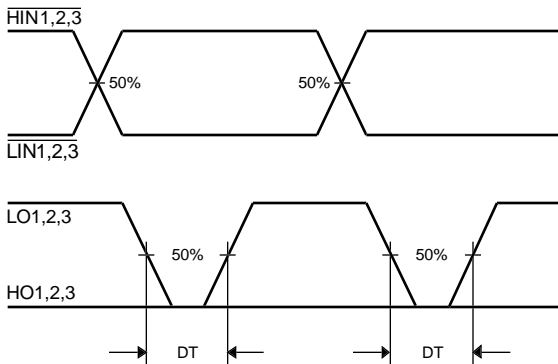 HIN1,2,3
50% 50%
LIN1,2,3
LO1,2,3
50% 50%
HO1,2,3
DT DT